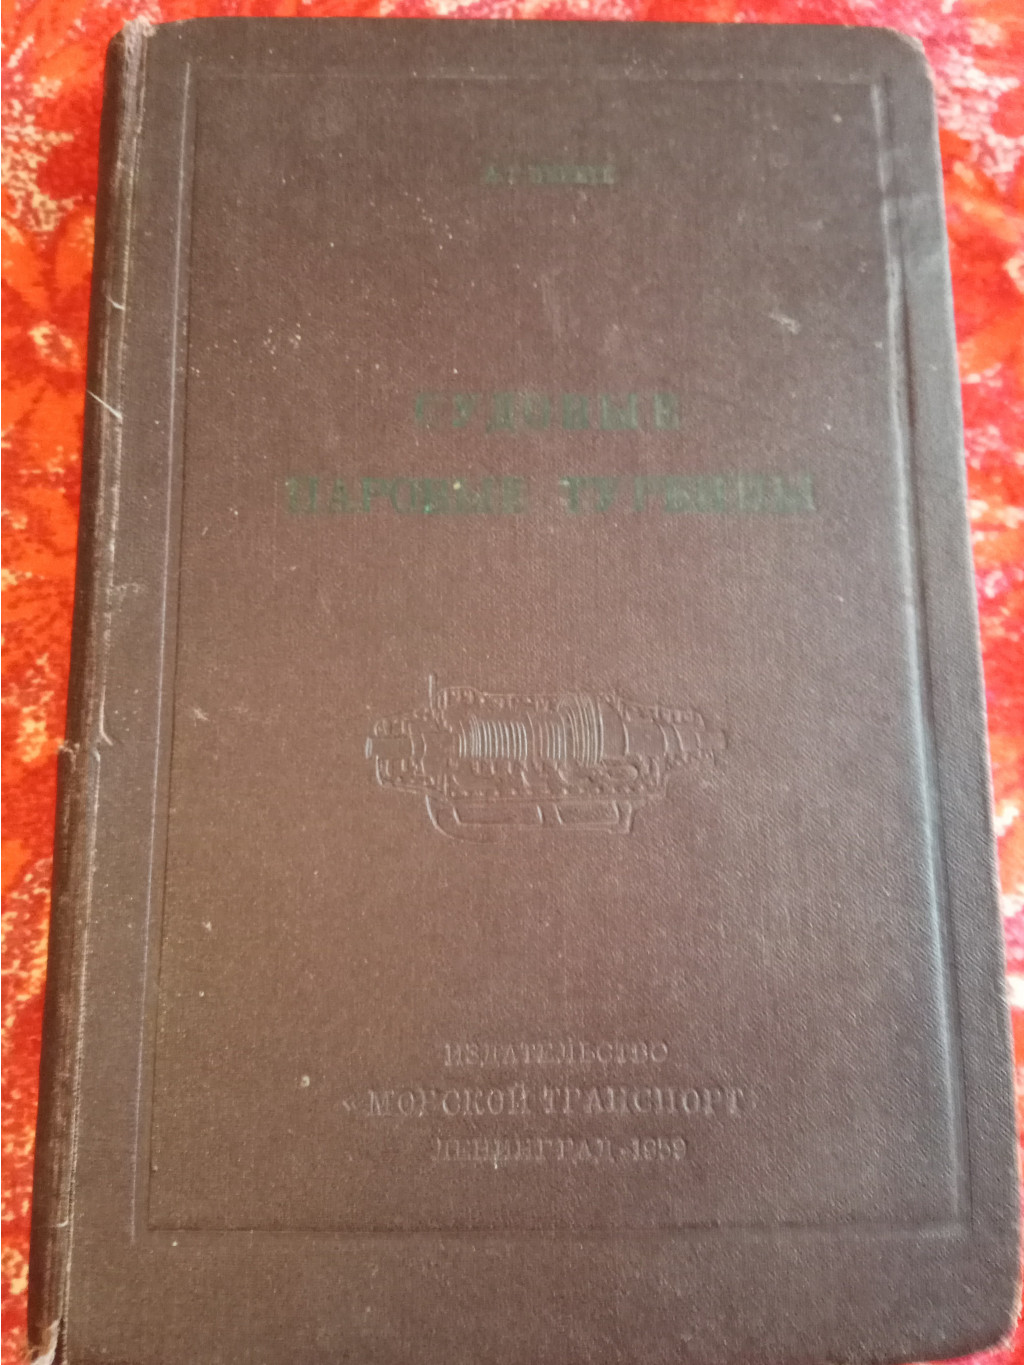 СУДОВЫЕ
ПАРОВЫЕ ТУРБИНЫ
ИЗДАТЕЛЬСТВО
«МОРСКОЙ ТРАНСПОРТ»
ЛЕНИНГРАД·1959